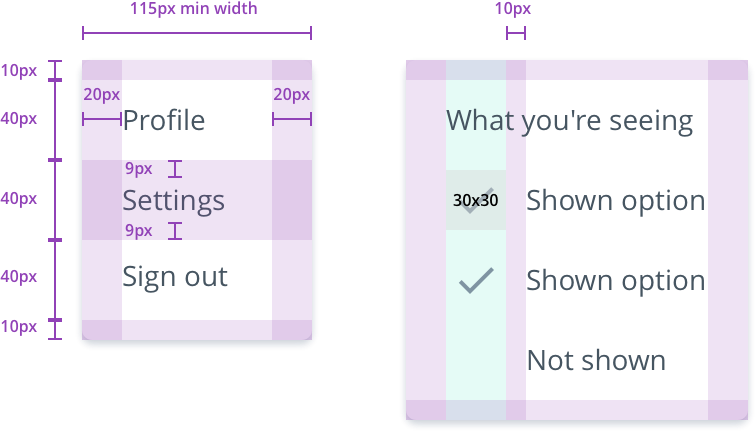 115px min width
10px
10px
20px
20px
40px
Profile
What you're seeing
9px
40px
Settings
30x30
Shown option
9px
40px
Sign out
Shown option
10px
Not shown